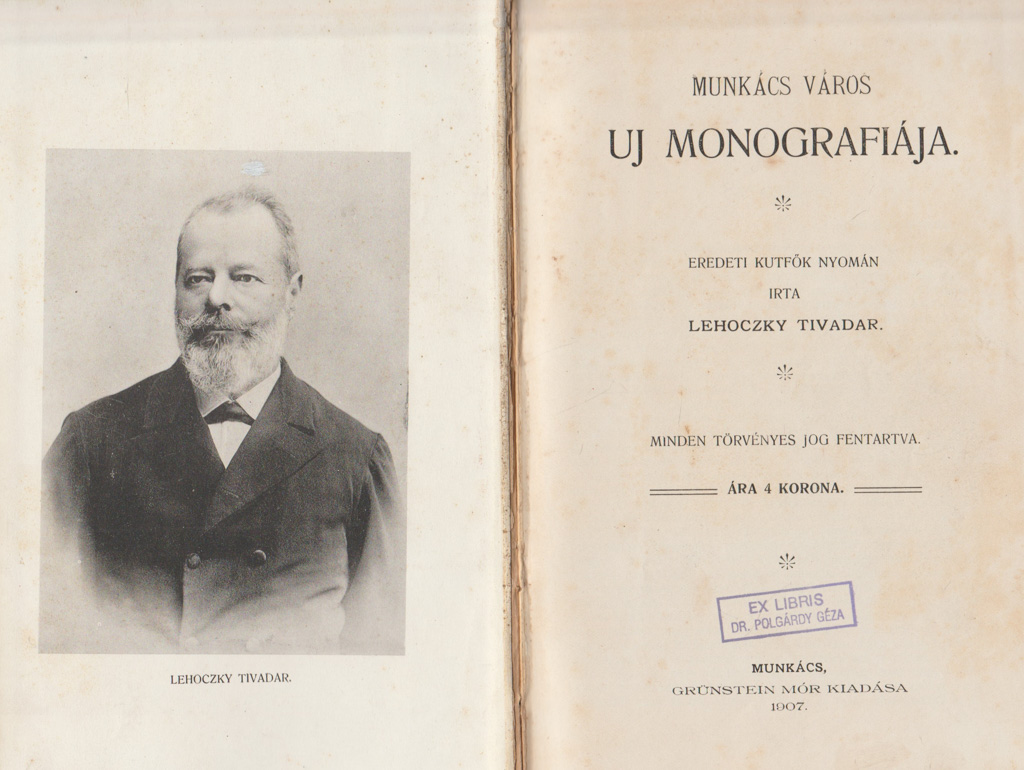 LEHOCZKY TIVADAR.
MUNKÁCS VÁROS
UJ MONOGRAFIÁJA.
EREDETI KUTFŐK NYOMÁN
IRTA
LEHOCZKY TIVADAR.
MINDEN TÖRVÉNYES JOG FENTARTVA.
ÁRA 4 KORONA.
EX LIBRIS
DR. POLGÁRDY GÉZA
MUNKÁCS,
GRÜNSTEIN MÓR KIADÁSA
1907.